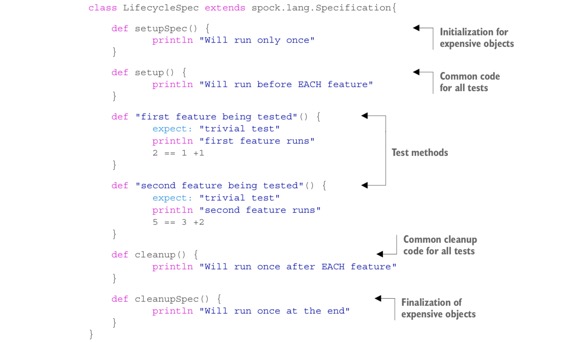 class LifecycleSpec extends spock.lang.Specification{
def setupSpec() {
println "Will run only once"
}
Initialization for
expensive objects
def setup() {
println "Will run before EACH feature"
}
Common code
for all tests
def "first feature being tested"() {
expect: "trivial test"
println "first feature runs"
2 == 1 +1
}
Test methods
def "second feature being tested"() {
expect: "trivial test"
println "second feature runs"
5 == 3 +2
}
def cleanup() {
println "Will run once after EACH feature"
}
Common cleanup
code for all tests
def cleanupSpec() {
println "Will run once at the end"
}
}
Finalization of
expensive objects